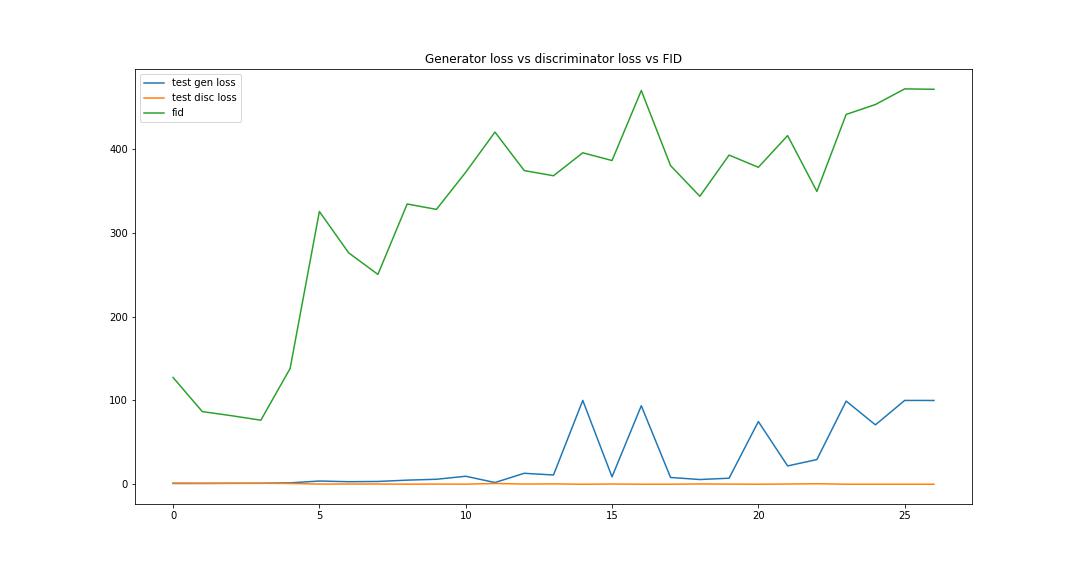 Generator loss vs discriminator loss vs FID
test gen loss
test disc loss
fid
400
300
200
100
0
0 5 10 15 20 25